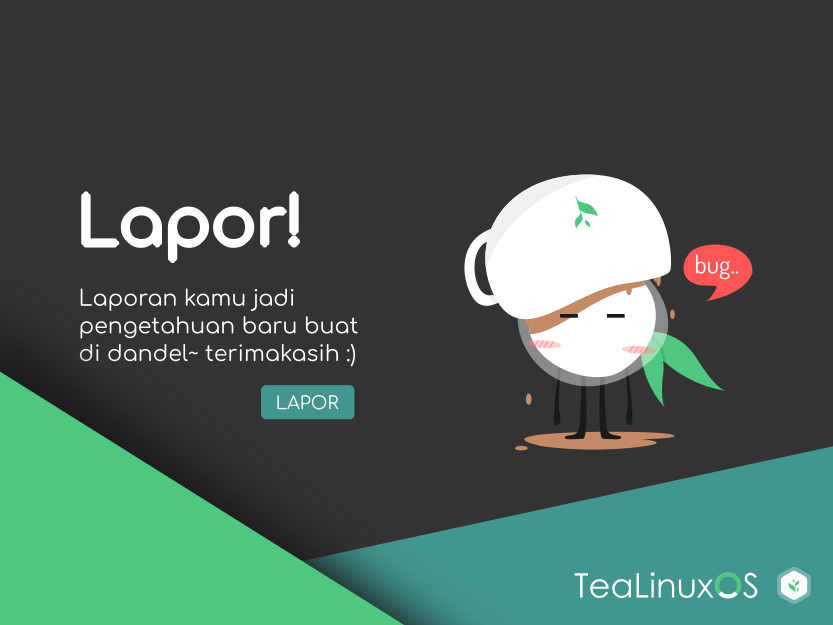 Lapor!
Laporan kamu jadi
pengetahuan baru buat
di dandel~ terimakasih :)
LAPOR
bug..
TeaLinuxOS